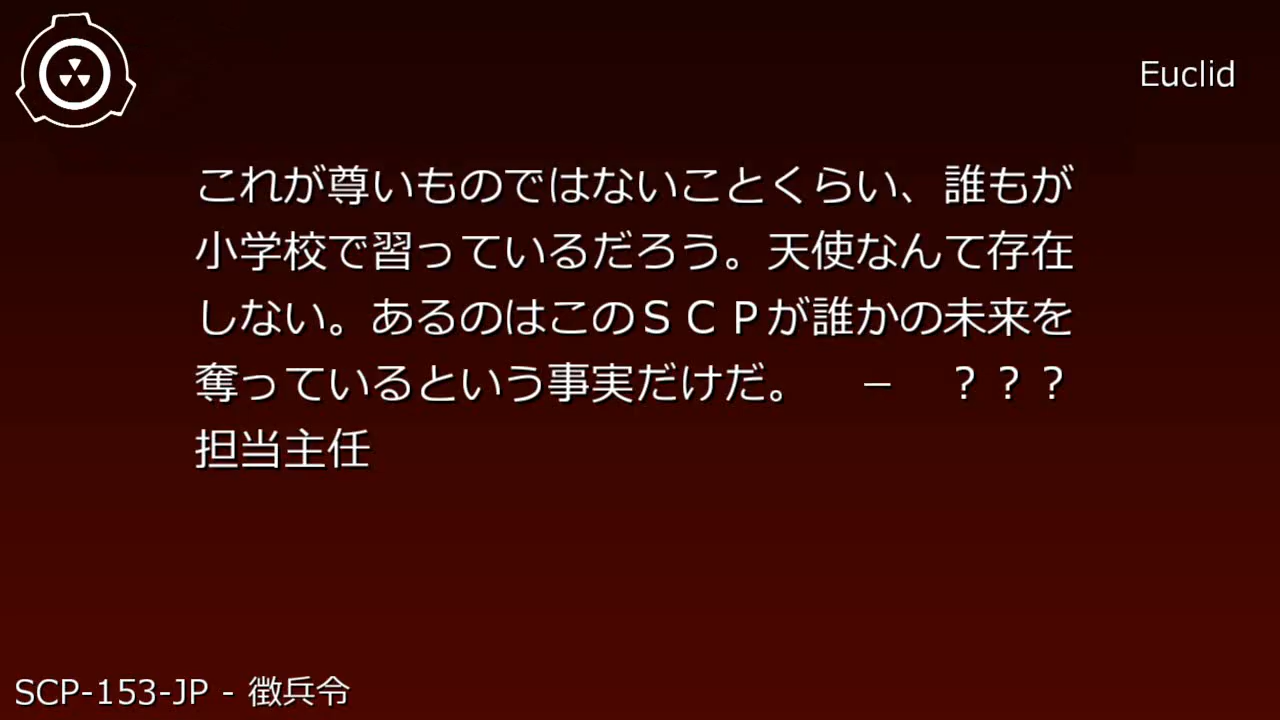 Euclid
これが尊いものではないことくらい、誰もが
小学校で習っているだろう。天使なんて存在
しない。あるのはこのＳＣＰが誰かの未来を
奪っているという事実だけだ。　－　？？？
担当主任
SCP-153-JP - 徴兵令